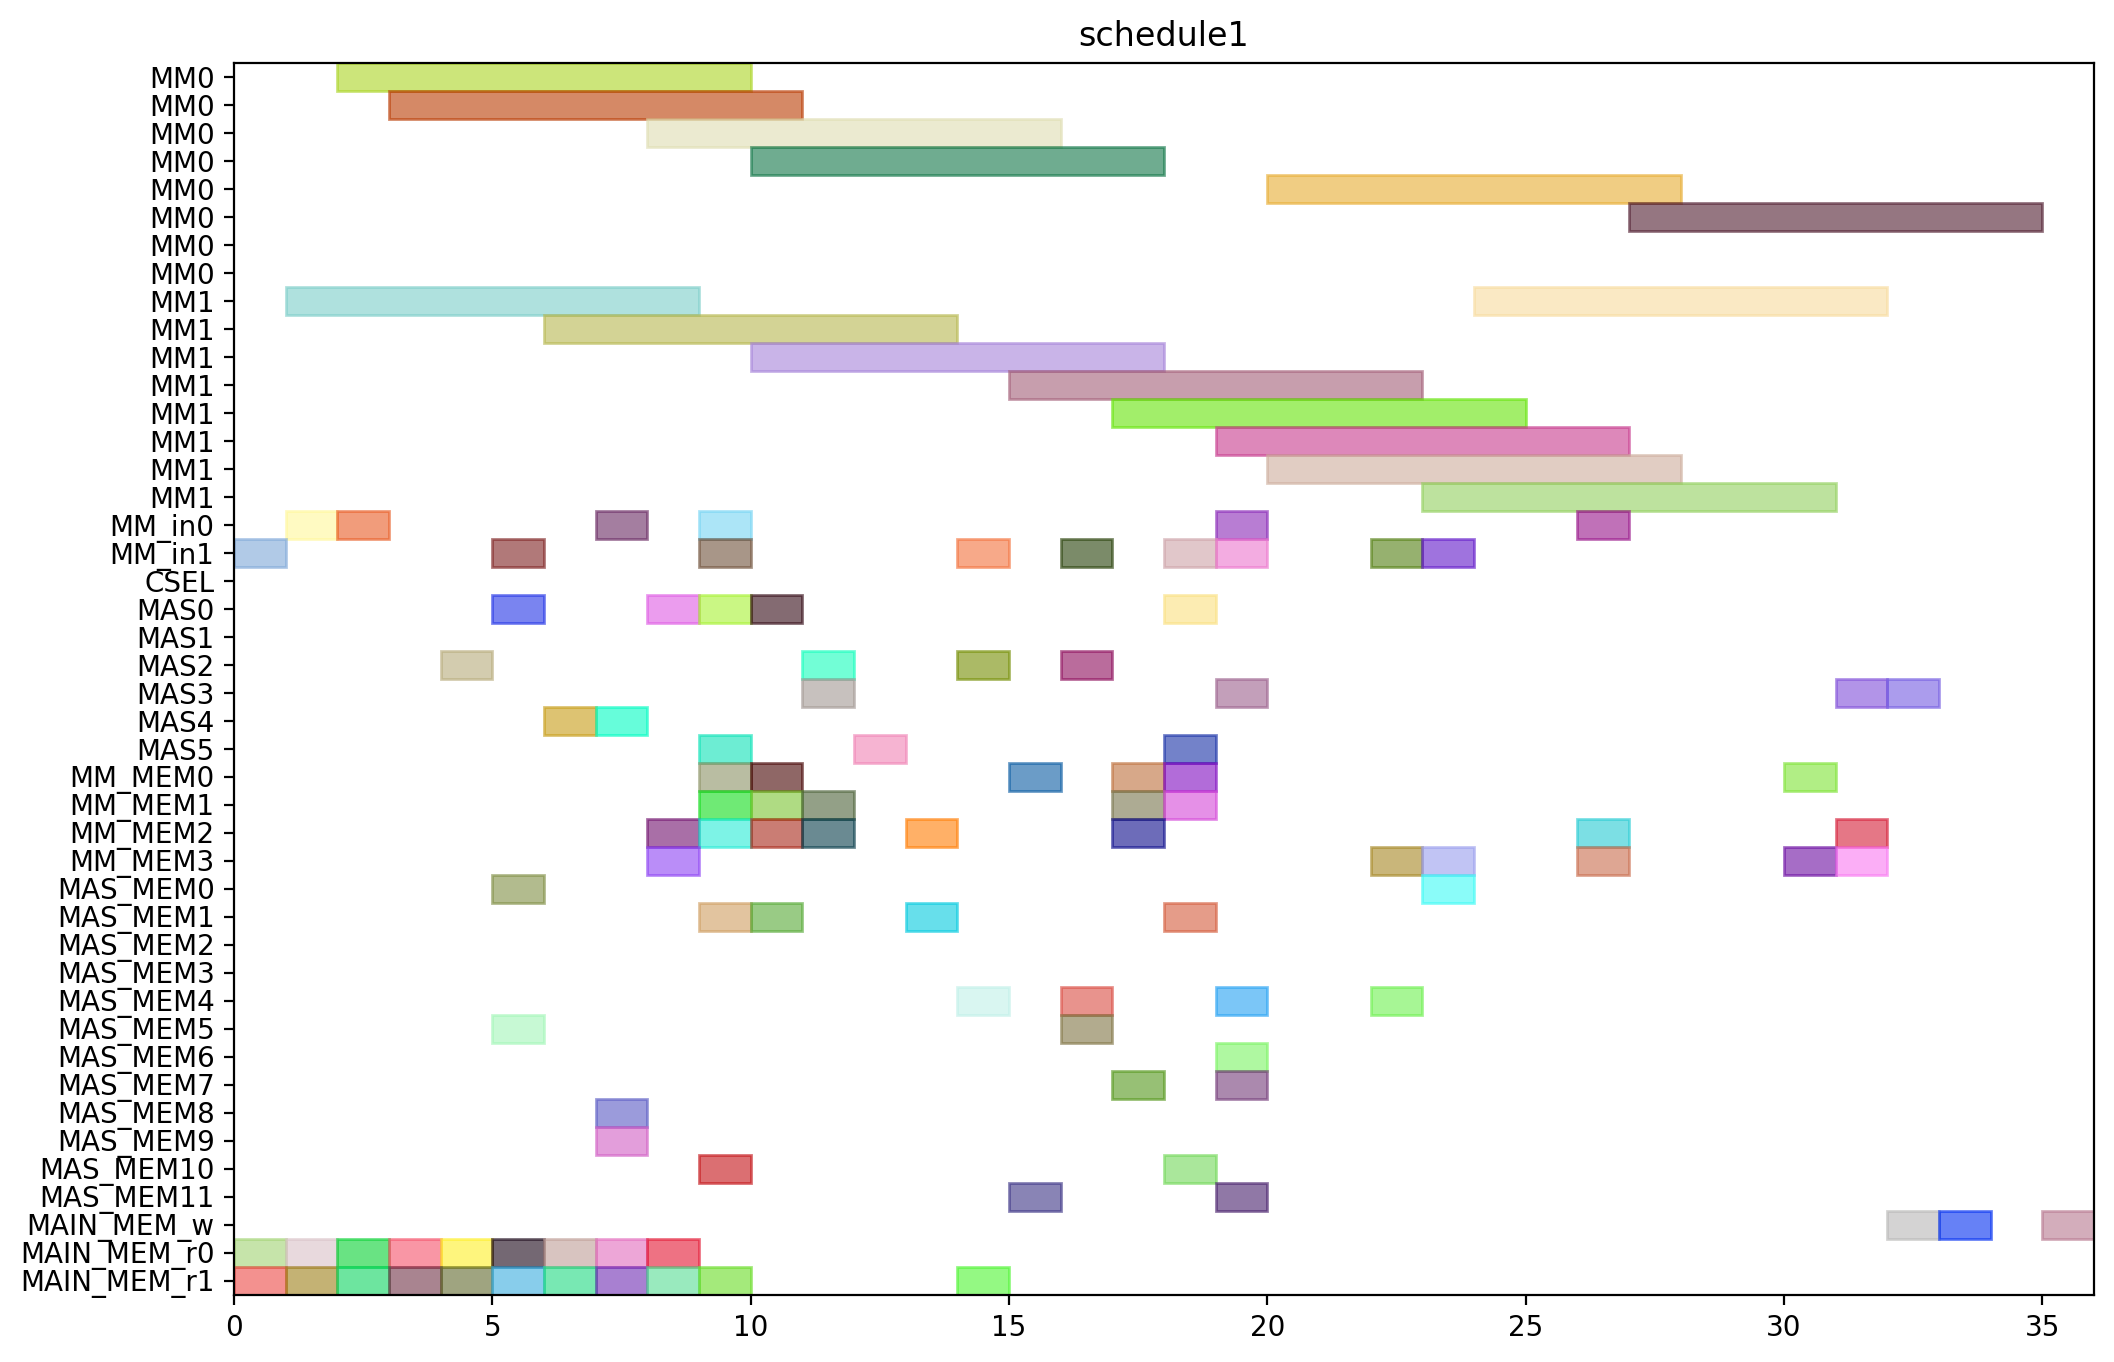 schedule1
MM0
MM0
MM0
MM0
MM0
MM0
MM0
MM0
MM1
MM1
MM1
MM1
MM1
MM1
MM1
MM1
MM_in0
MM_in1
CSEL
MAS0
MAS1
MAS2
MAS3
MAS4
MAS5
MM_MEM0
MM_MEM1
MM_MEM2
MM_MEM3
MAS_MEM0
MAS_MEM1
MAS_MEM2
MAS_MEM3
MAS_MEM4
MAS_MEM5
MAS_MEM6
MAS_MEM7
MAS_MEM8
MAS_MEM9
MAS_MEM10
MAS_MEM11
MAIN_MEM_w
MAIN_MEM_r0
MAIN_MEM_r1
0 5 10 15 20 25 30 35